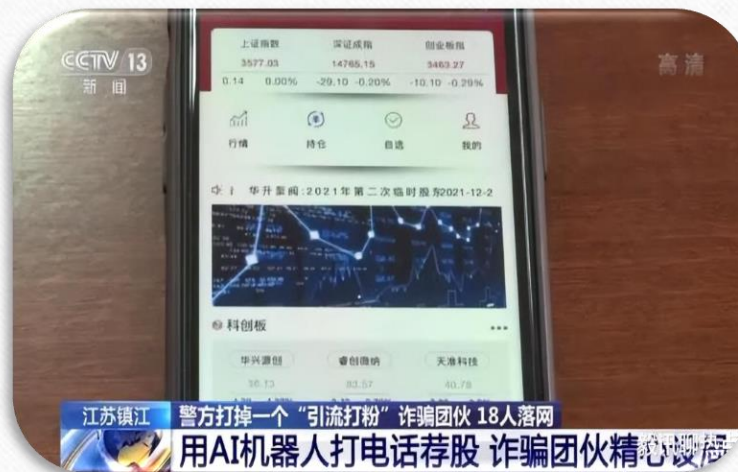 CCTV 13
新闻
高清
上证指数 深证成指 创业板指
3577.03 14765.15 3463.27
0.14 0.00% -29.10 -0.20% -10.10 -0.29%
行情 持仓 自选 我的
华升泵阀:2021年第二次临时股东2021-12-2
科创板
华兴源创 睿创微纳 天准科技
36.13 83.57 40.78
江苏镇江
警方打掉一个“引流打粉”诈骗团伙 18人落网
用AI机器人打电话荐股 诈骗团伙精心设